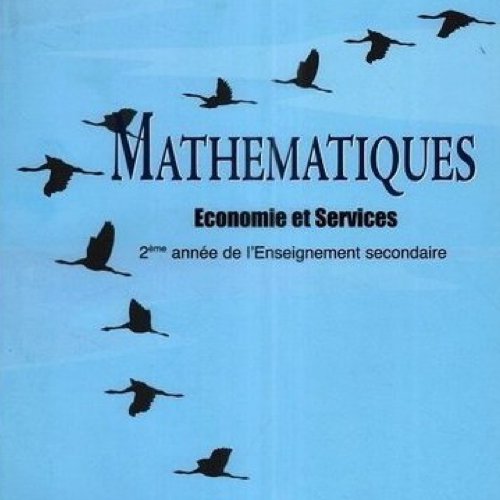 MATHEMATIQUES
Economie et Services
2ème année de l'Enseignement secondaire